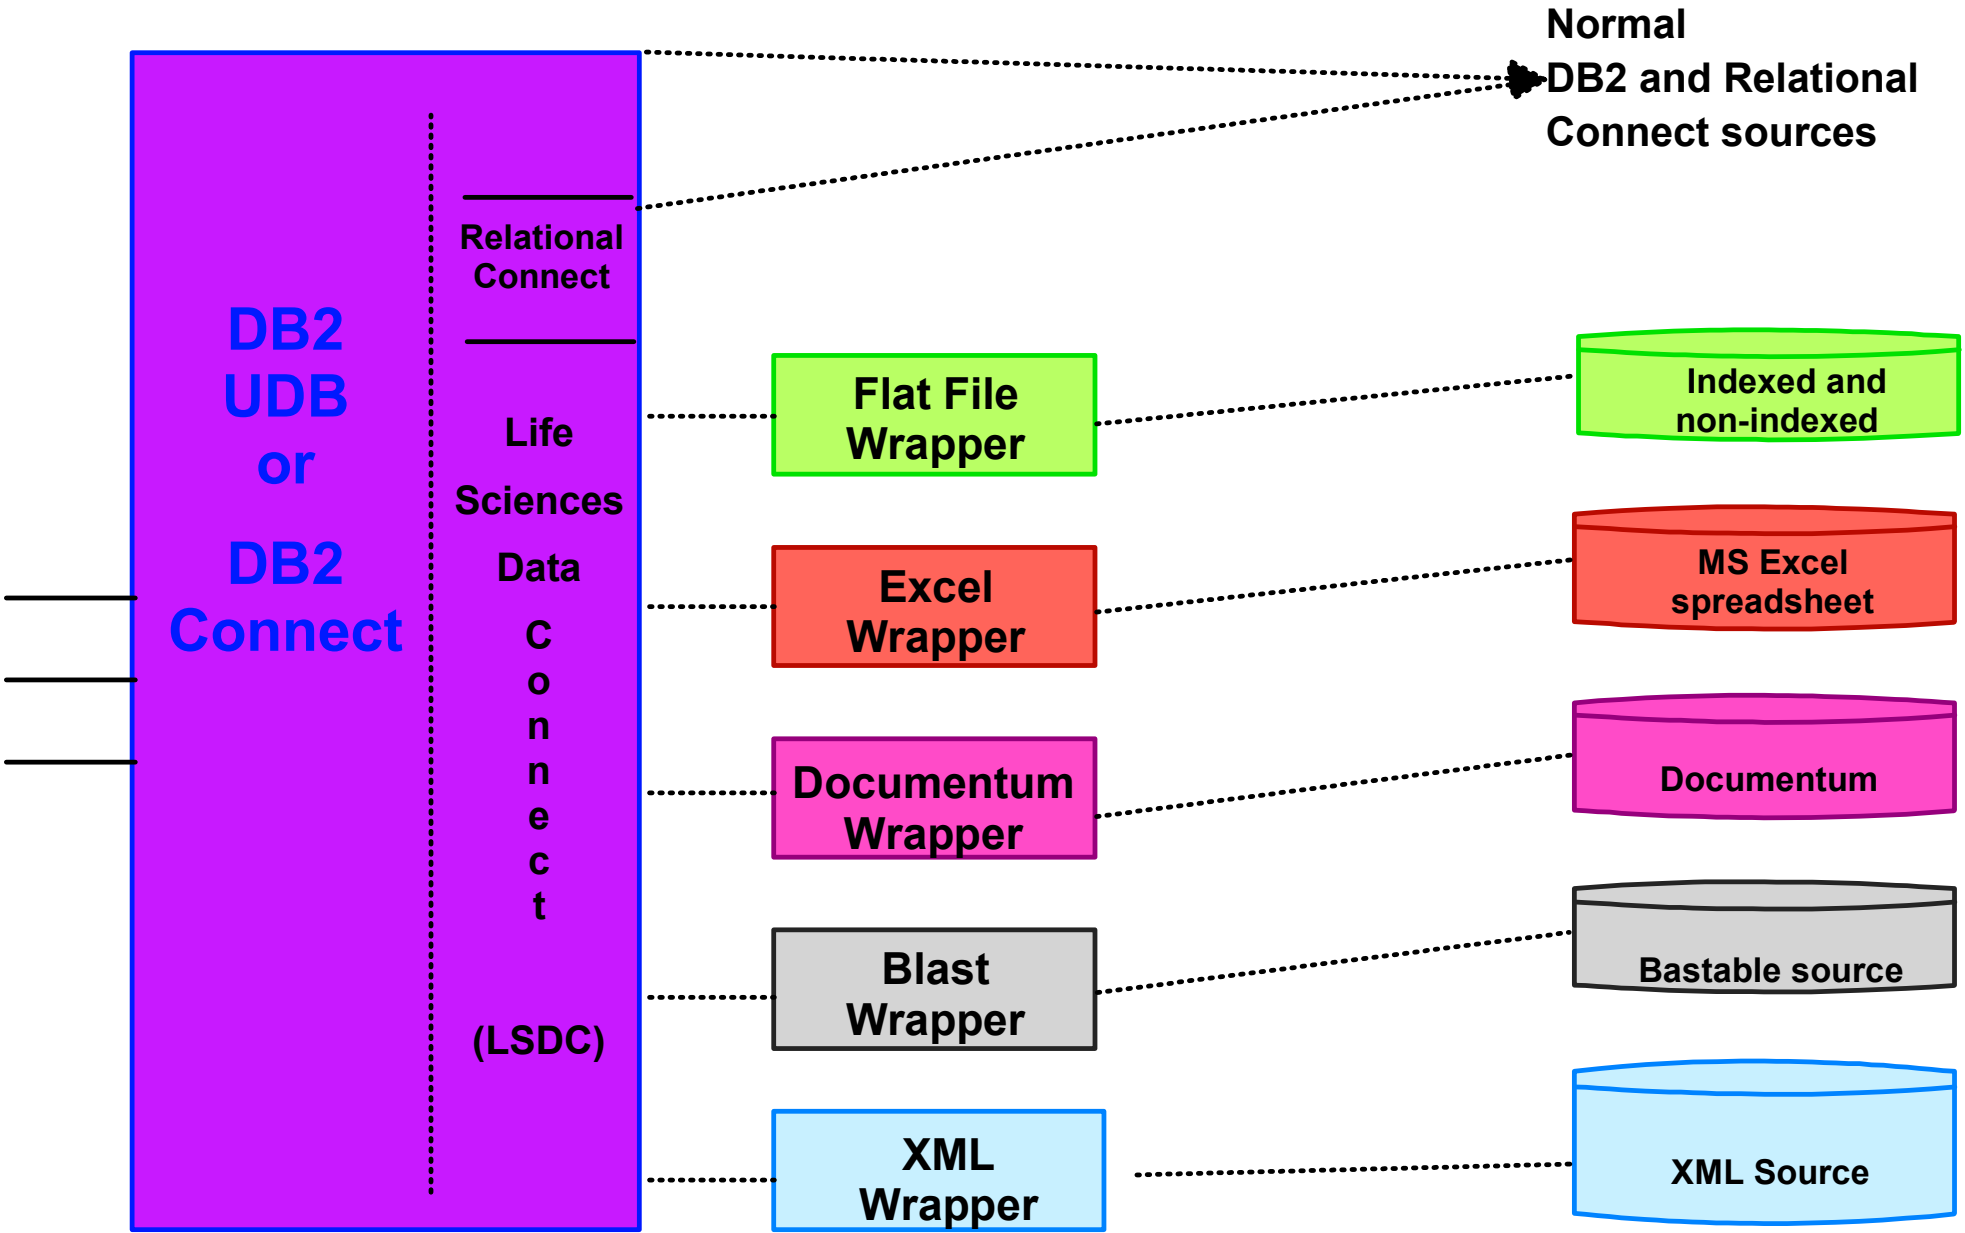 Normal
DB2 and Relational
Connect sources
DB2
UDB
or
DB2
Connect
Relational
Connect
Life
Sciences
Data
C
o
n
n
e
c
t
(LSDC)
Flat File
Wrapper
Indexed and
non-indexed
Excel
Wrapper
MS Excel
spreadsheet
Documentum
Wrapper
Documentum
Blast
Wrapper
Bastable source
XML
Wrapper
XML Source